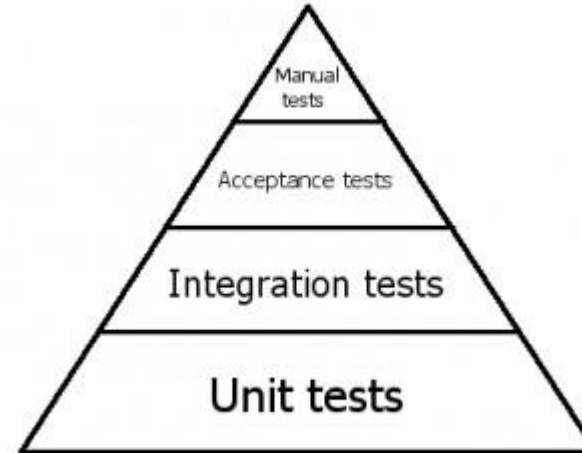 Manual
tests
Acceptance tests
Integration tests
Unit tests